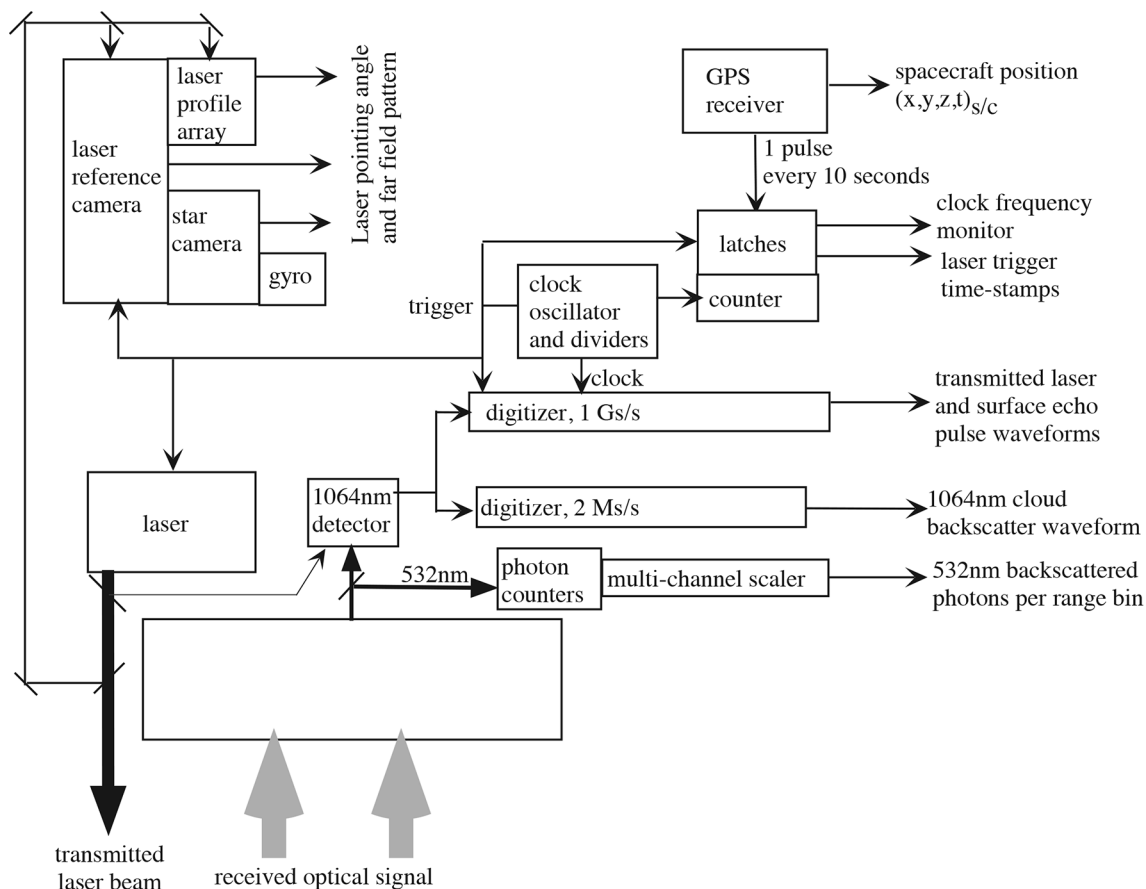 laser
profile
array
laser
reference
camera
star
camera
gyro
Laser pointing angle
and far field pattern
GPS
receiver
spacecraft position
(x,y,z,t)s/c
1 pulse
every 10 seconds
latches
counter
clock frequency
monitor
laser trigger
time-stamps
trigger
clock
oscillator
and dividers
clock
digitizer, 1 Gs/s
transmitted laser
and surface echo
pulse waveforms
laser
1064nm
detector
digitizer, 2 Ms/s
1064nm cloud
backscatter waveform
532nm
photon
counters
multi-channel scaler
532nm backscattered
photons per range bin
transmitted
laser beam
received optical signal